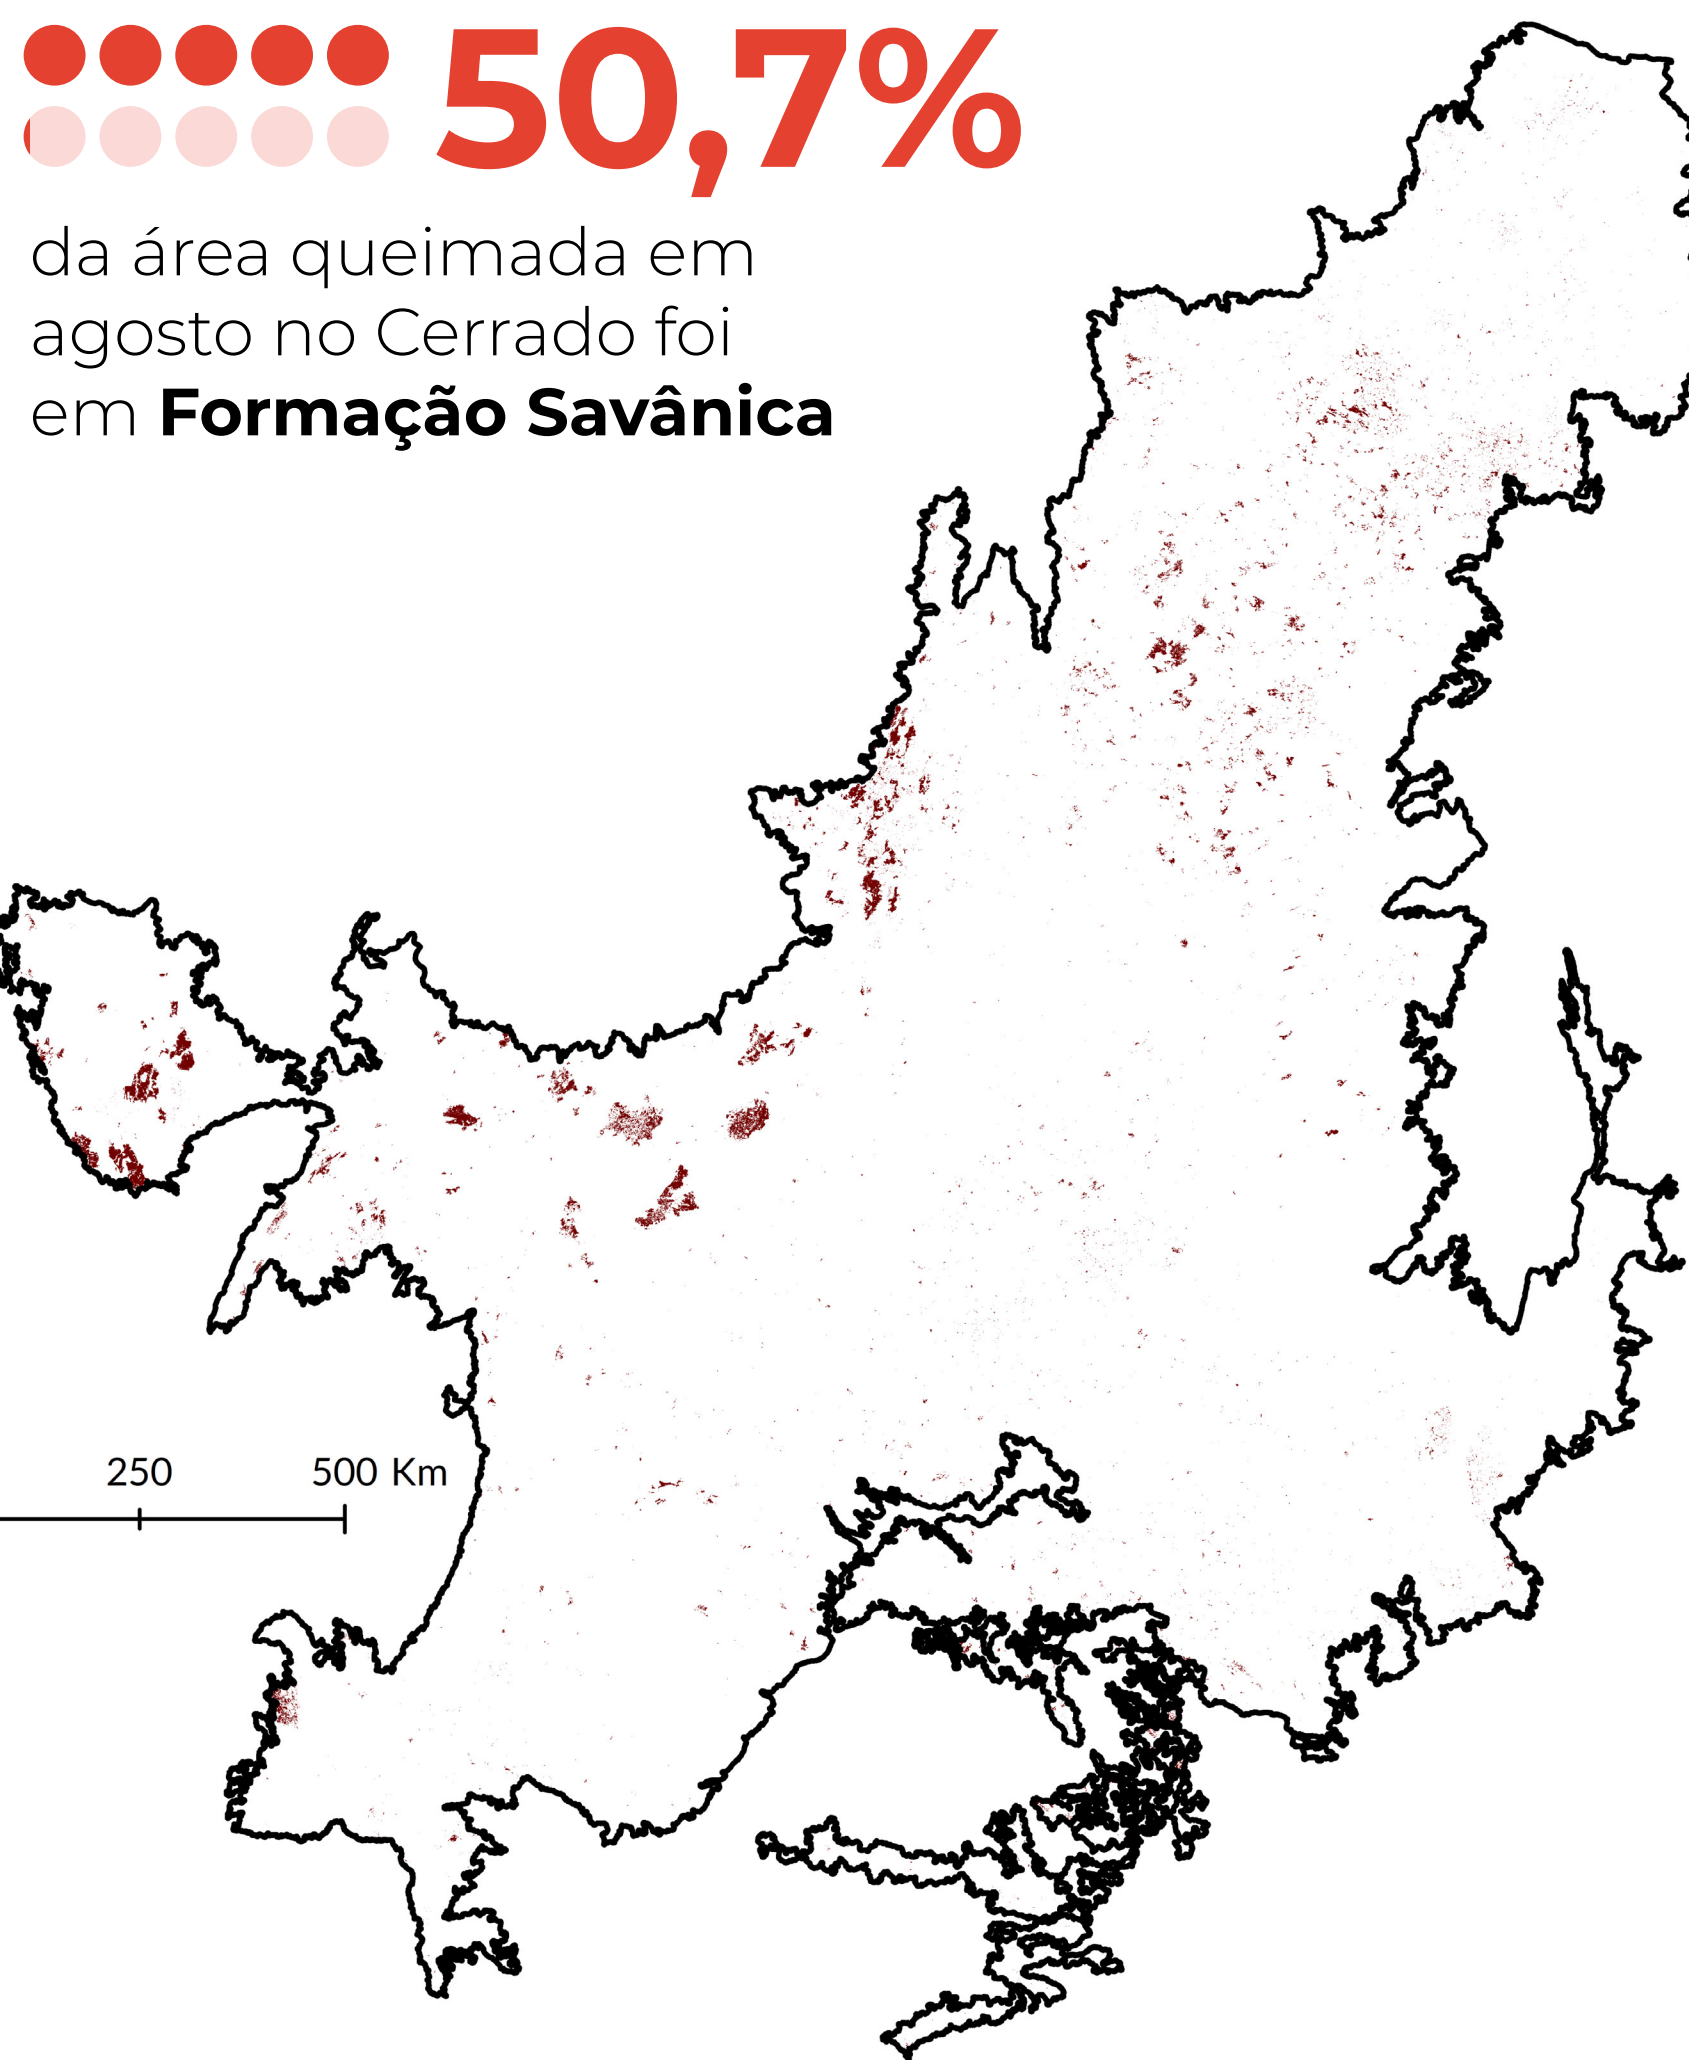 50,7%
da área queimada em
agosto no Cerrado foi
em Formação Savânica
250 500 Km